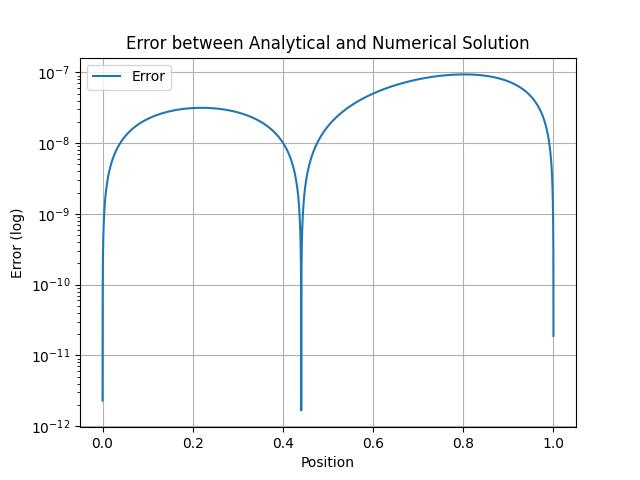 Error between Analytical and Numerical Solution
Error
Error (log)
10⁻⁷
10⁻⁸
10⁻⁹
10⁻¹⁰
10⁻¹¹
10⁻¹²
0.0 0.2 0.4 0.6 0.8 1.0
Position